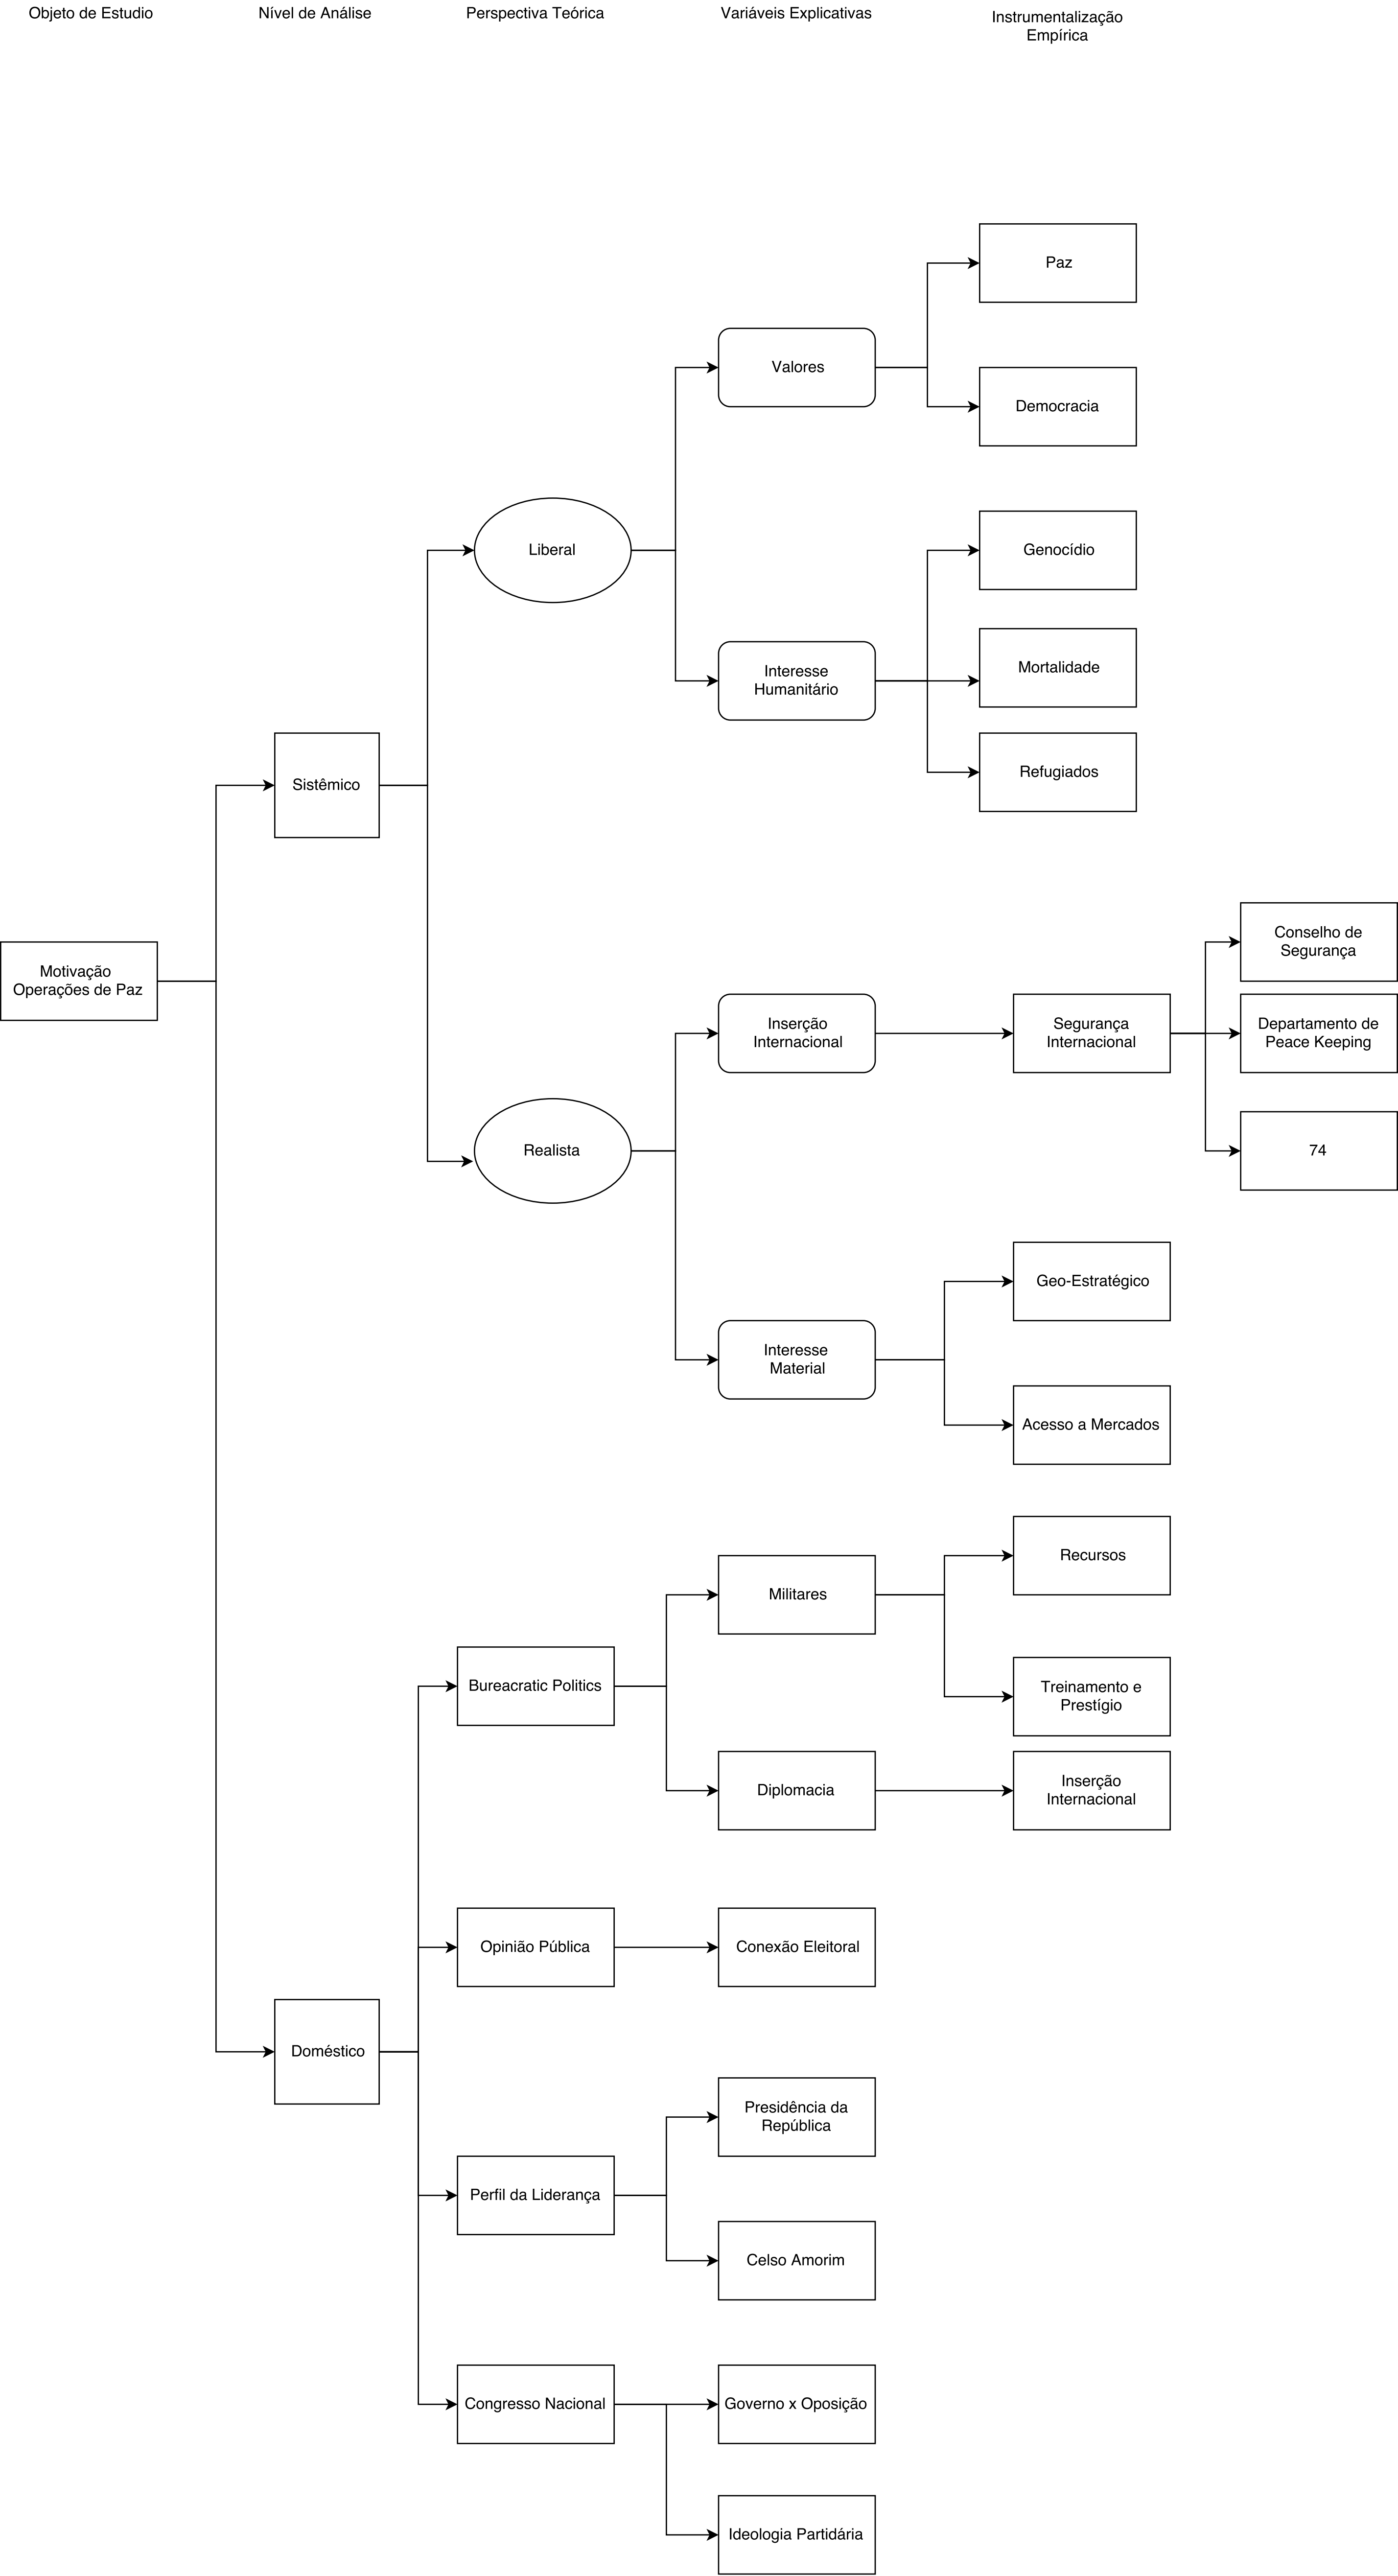 Objeto de Estudio
Nível de Análise
Perspectiva Teórica
Variáveis Explicativas
Instrumentalização
Empírica
Paz
Valores
Democracia
Liberal
Genocídio
Interesse
Humanitário
Mortalidade
Refugiados
Sistêmico
Motivação
Operações de Paz
Conselho de
Segurança
Inserção
Internacional
Segurança
Internacional
Departamento de
Peace Keeping
Realista
74
Geo-Estratégico
Interesse
Material
Acesso a Mercados
Recursos
Militares
Bureacratic Politics
Treinamento e
Prestígio
Diplomacia
Inserção
Internacional
Opinião Pública
Conexão Eleitoral
Doméstico
Presidência da
República
Perfil da Liderança
Celso Amorim
Congresso Nacional
Governo x Oposição
Ideologia Partidária